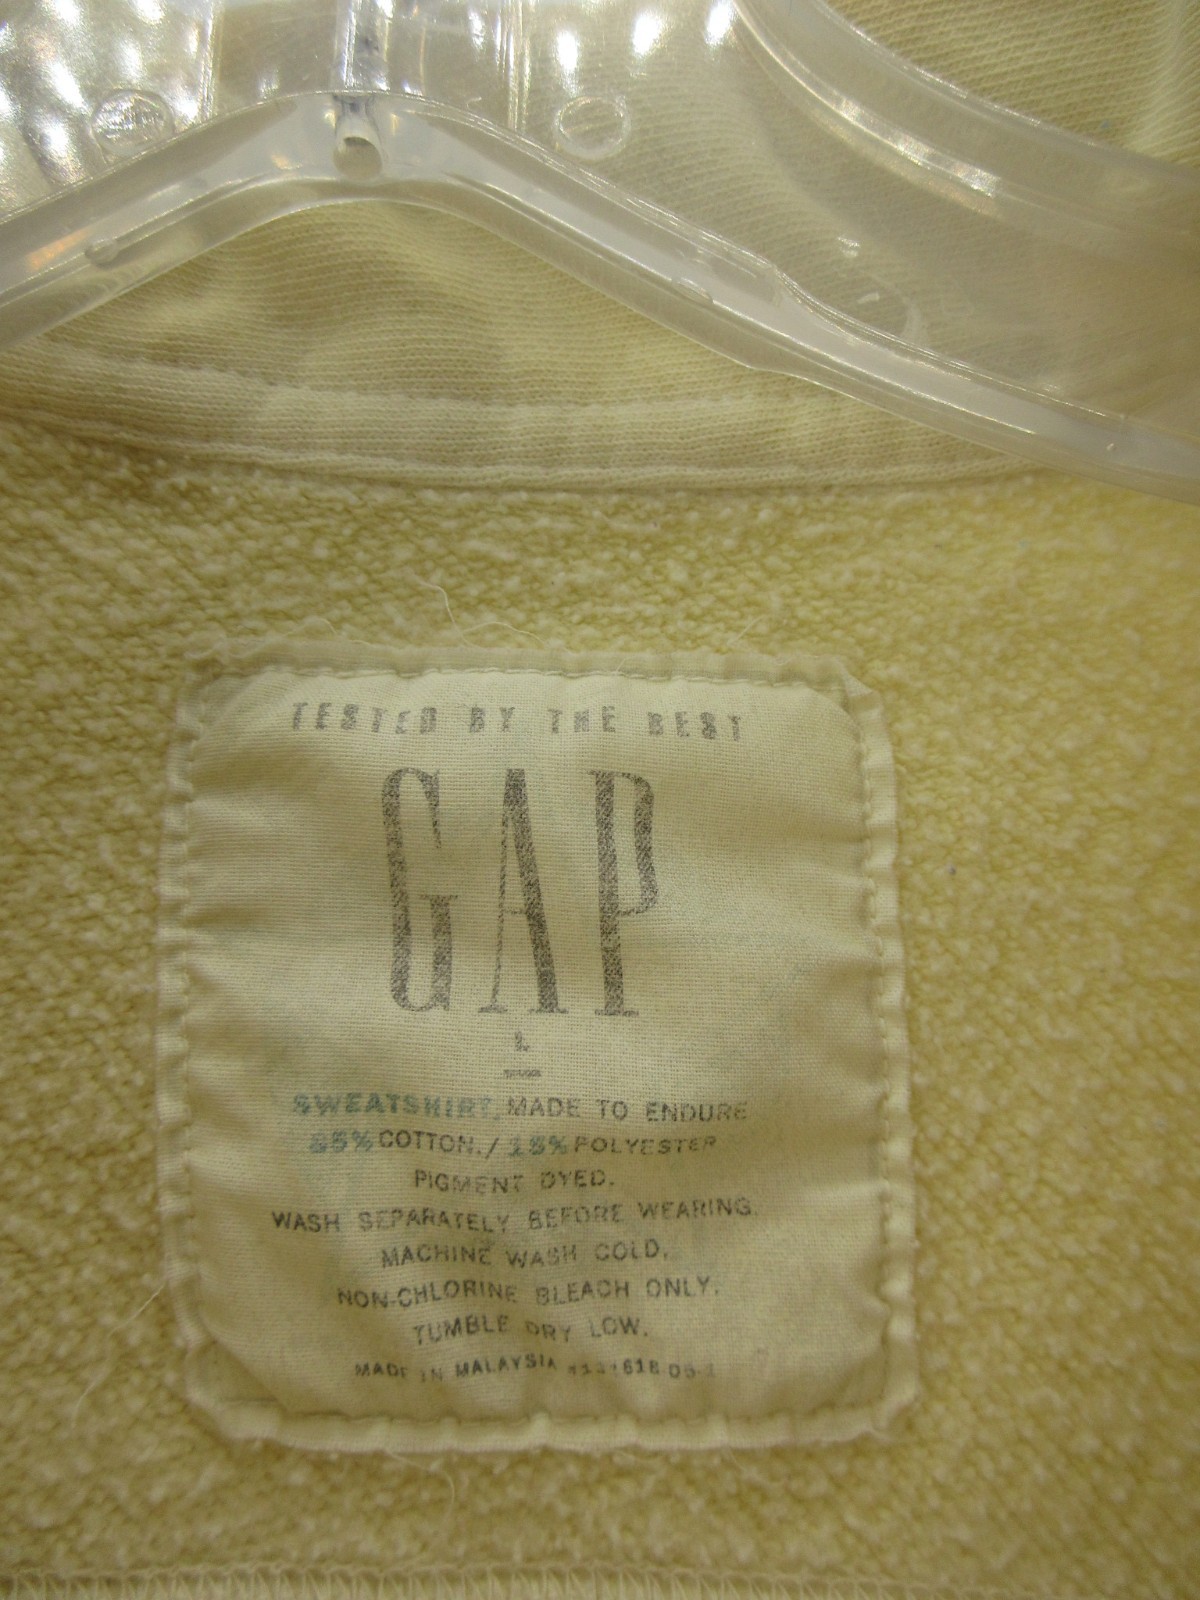 TESTED BY THE BEST
GAP
L
SWEATSHIRT, MADE TO ENDURE
85% COTTON./ 15% POLYESTER
PIGMENT DYED.
WASH SEPARATELY BEFORE WEARING.
MACHINE WASH COLD.
NON-CHLORINE BLEACH ONLY.
TUMBLE DRY LOW.
MADE IN MALAYSIA